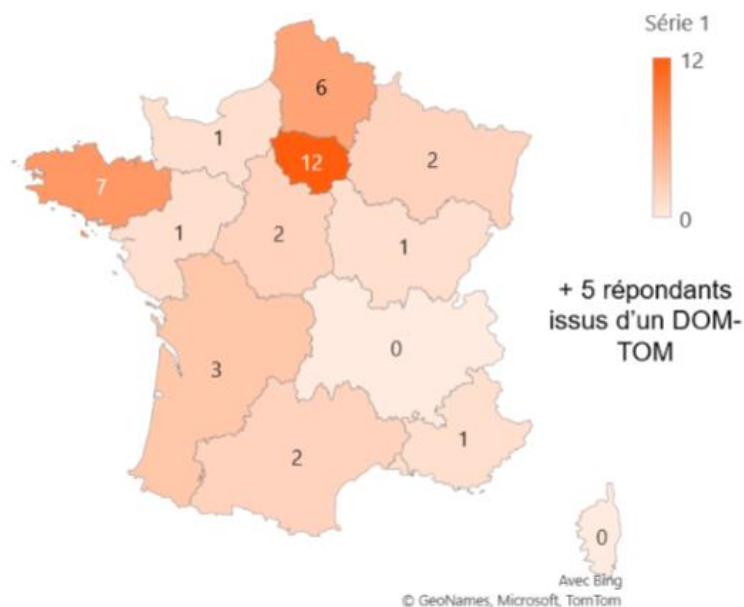 Série 1
12
0
6
1
12
2
7
1
2
1
+ 5 répondants
issus d'un DOM-
TOM
0
3
1
2
0
Avec Bing
© GeoNames, Microsoft, TomTom